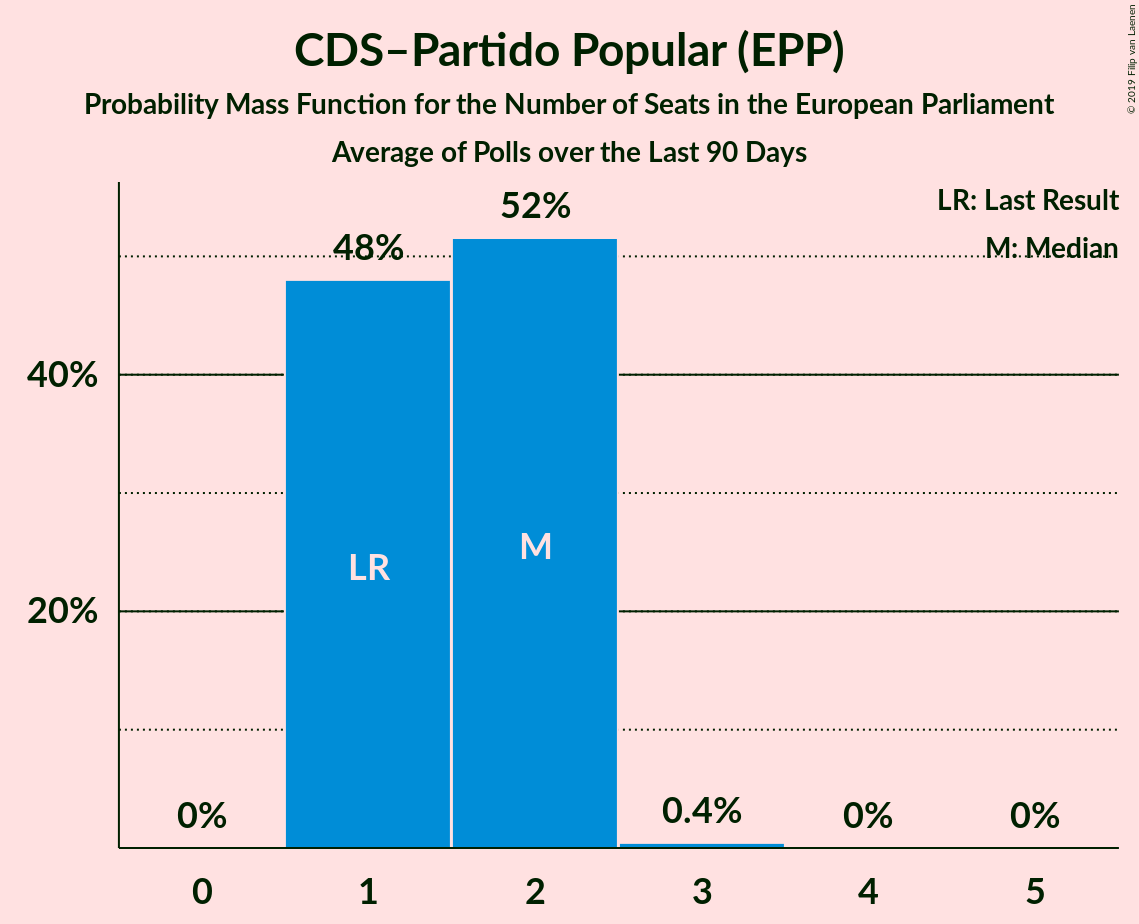 CDS–Partido Popular (EPP)
Probability Mass Function for the Number of Seats in the European Parliament
Average of Polls over the Last 90 Days
© 2019 Filip van Laenen
LR: Last Result
M: Median
52%
48%
40%
20%
LR
M
0%
0.4%
0%
0%
0
1
2
3
4
5